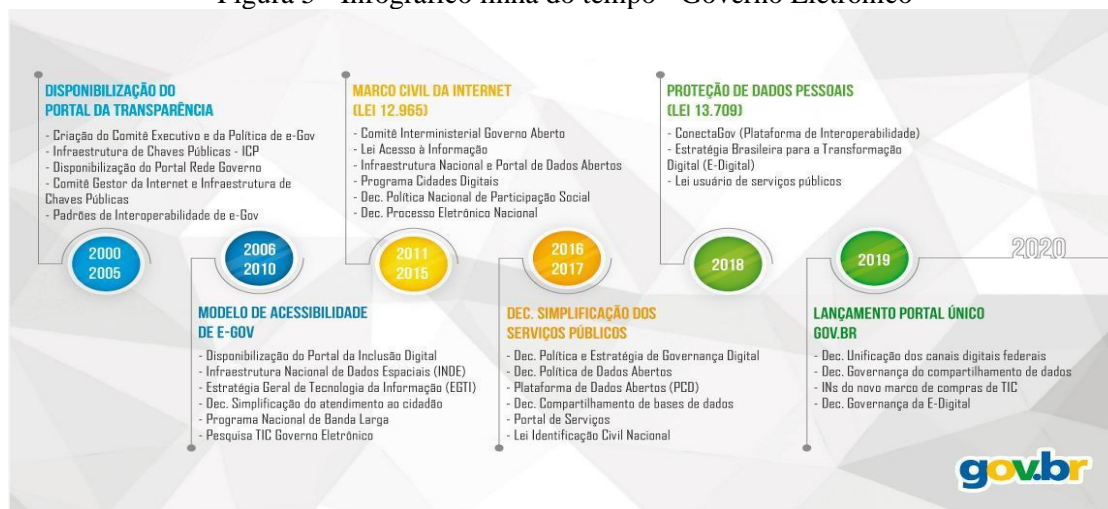 Figura 3 - Infográfico linha do tempo - Governo Eletrônico
DISPONIBILIZAÇÃO DO
PORTAL DA TRANSPARÊNCIA
- Criação do Comitê Executivo e da Política de e-Gov
- Infraestrutura de Chaves Públicas - ICP
- Disponibilização do Portal Rede Governo
- Comitê Gestor da Internet e Infraestrutura de
Chaves Públicas
- Padrões de Interoperabilidade de e-Gov
2000
2005
MODELO DE ACESSIBILIDADE
DE E-GOV
- Disponibilização do Portal da Inclusão Digital
- Infraestrutura Nacional de Dados Espaciais (INDE)
- Estratégia Geral de Tecnologia da Informação (EGTI)
- Dec. Simplificação do atendimento ao cidadão
- Programa Nacional de Banda Larga
- Pesquisa TIC Governo Eletrônico
2006
2010
MARCO CIVIL DA INTERNET
(LEI 12.965)
- Comitê Interministerial Governo Aberto
- Lei Acesso à Informação
- Infraestrutura Nacional e Portal de Dados Abertos
- Programa Cidades Digitais
- Dec. Política Nacional de Participação Social
- Dec. Processo Eletrônico Nacional
2011
2015
DEC. SIMPLIFICAÇÃO DOS
SERVIÇOS PÚBLICOS
- Dec. Política e Estratégia de Governança Digital
- Dec. Política de Dados Abertos
- Plataforma de Dados Abertos (PCD)
- Dec. Compartilhamento de bases de dados
- Portal de Serviços
- Lei Identificação Civil Nacional
2016
2017
PROTEÇÃO DE DADOS PESSOAIS
(LEI 13.709)
- ConectaGov (Plataforma de Interoperabilidade)
- Estratégia Brasileira para a Transformação
Digital (E-Digital)
- Lei usuário de serviços públicos
2018
LANÇAMENTO PORTAL ÚNICO
GOV.BR
- Dec. Unificação dos canais digitais federais
- Dec. Governança do compartilhamento de dados
- INs do novo marco de compras de TIC
- Dec. Governança da E-Digital
2019
2020
gov.br